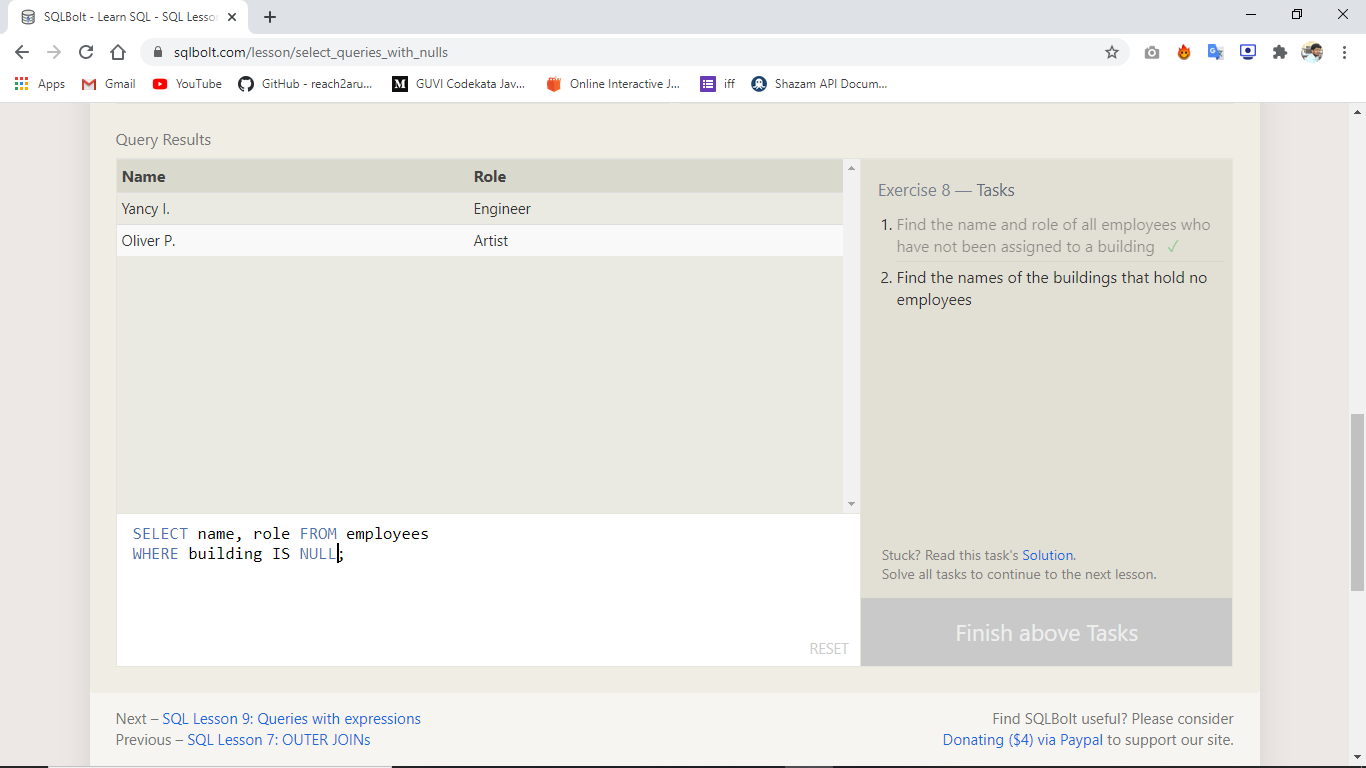 SQLBolt - Learn SQL - SQL Lesson
sqlbolt.com/lesson/select_queries_with_nulls
Apps Gmail YouTube GitHub - reach2aru... GUVI Codekata Jav... Online Interactive J... iff Shazam API Docum...
Query Results
Name Role
Yancy I. Engineer
Oliver P. Artist
Exercise 8 — Tasks
1. Find the name and role of all employees who
have not been assigned to a building ✓
2. Find the names of the buildings that hold no
employees
SELECT name, role FROM employees
WHERE building IS NULL;
RESET
Stuck? Read this task's Solution.
Solve all tasks to continue to the next lesson.
Finish above Tasks
Next – SQL Lesson 9: Queries with expressions
Previous – SQL Lesson 7: OUTER JOINs
Find SQLBolt useful? Please consider
Donating ($4) via Paypal to support our site.